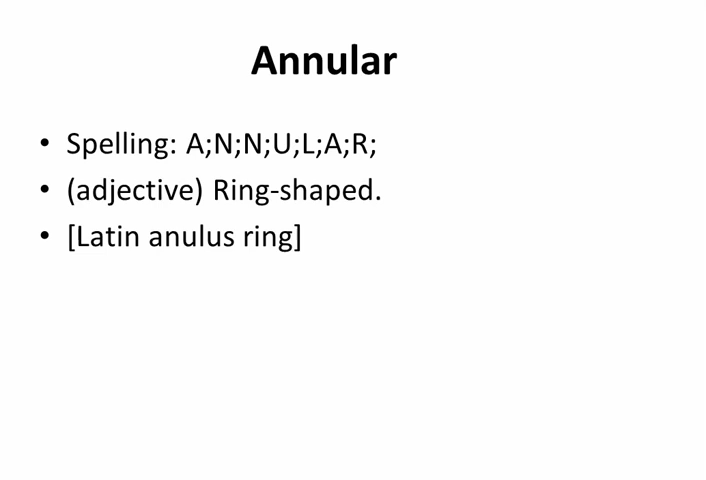 Annular
• Spelling: A;N;N;U;L;A;R;
• (adjective) Ring-shaped.
• [Latin anulus ring]